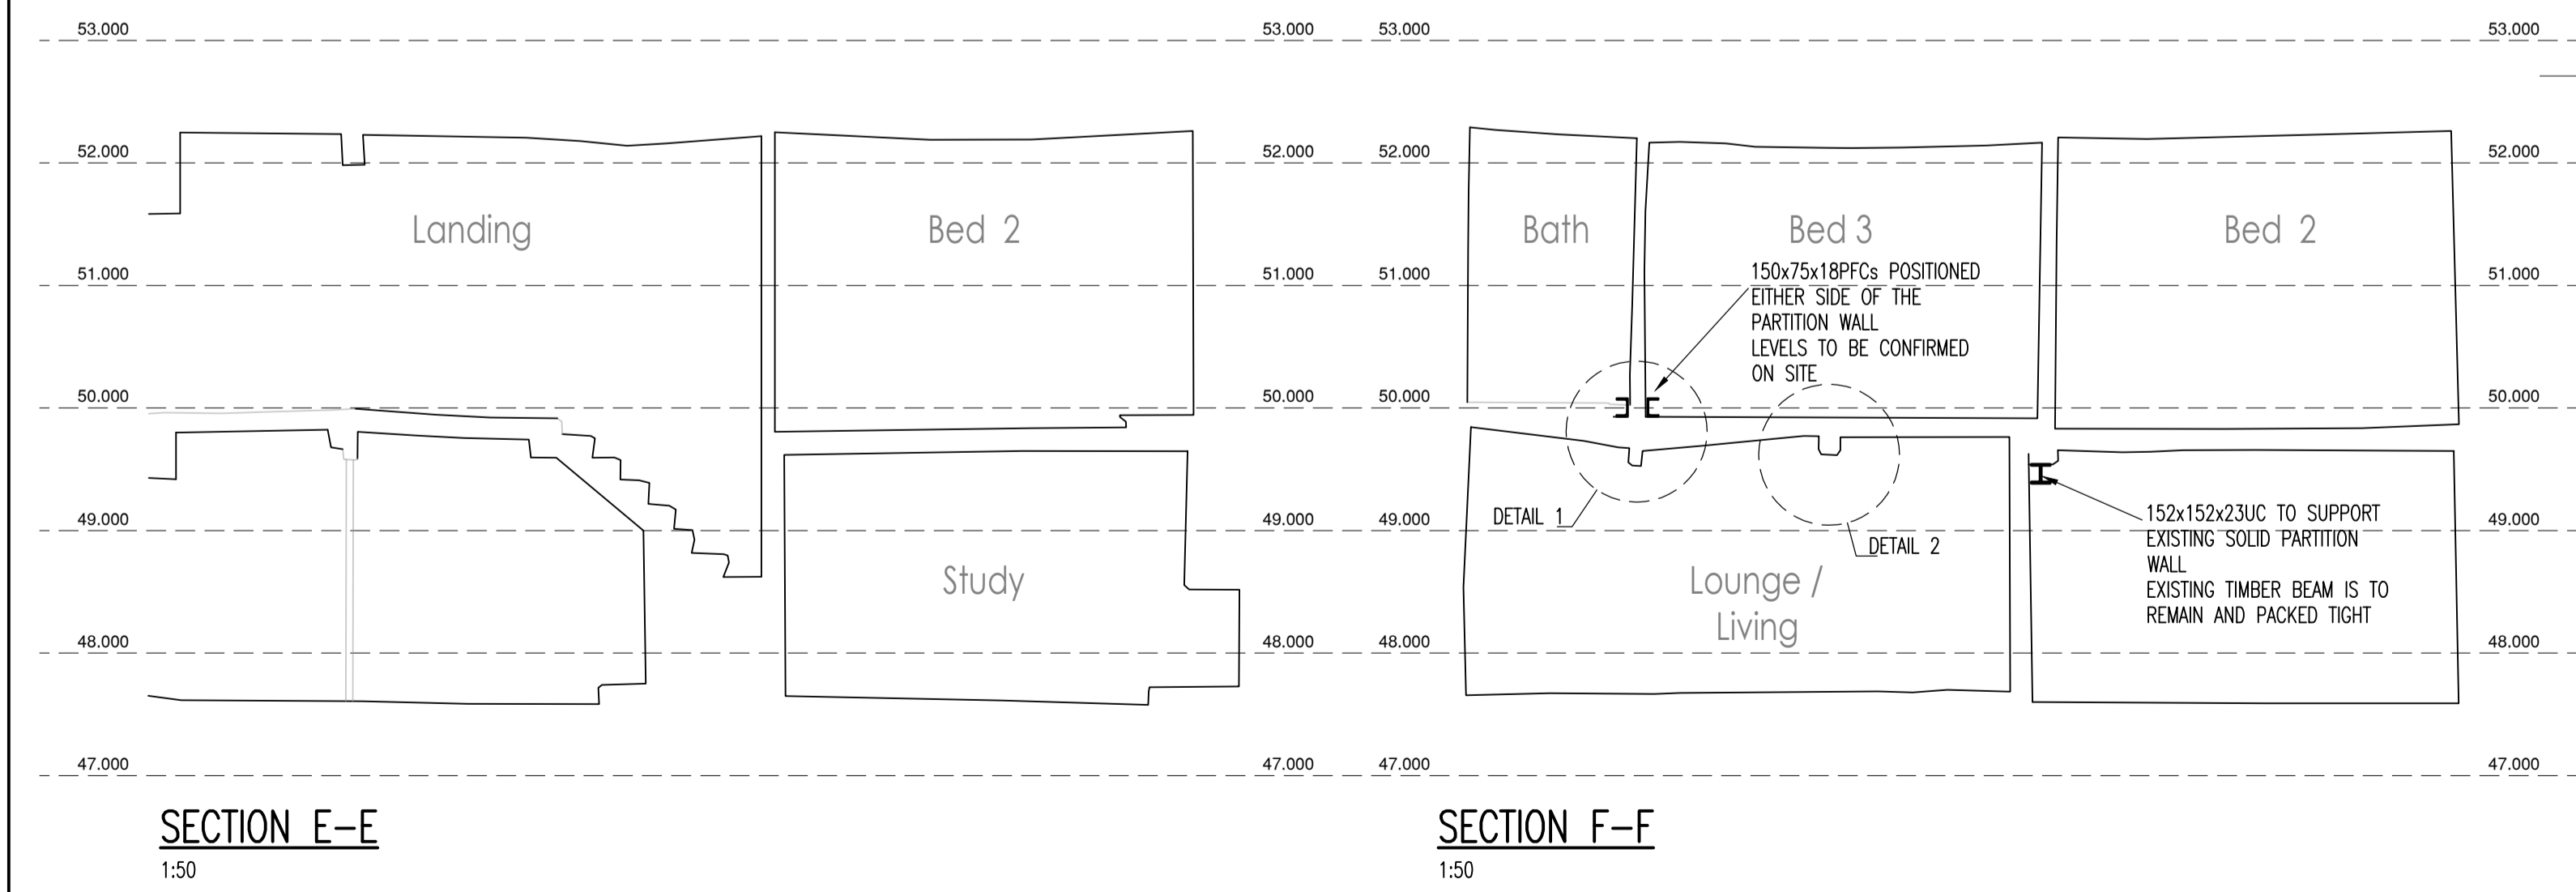 53.000
53.000
53.000
53.000
52.000
52.000
52.000
52.000
Landing
Bed 2
Bath
Bed 3
Bed 2
51.000
51.000
51.000
51.000
150x75x18PFCs POSITIONED
EITHER SIDE OF THE
PARTITION WALL
LEVELS TO BE CONFIRMED
ON SITE
50.000
50.000
50.000
50.000
49.000
49.000
49.000
49.000
DETAIL 1
DETAIL 2
152x152x23UC TO SUPPORT
EXISTING SOLID PARTITION
WALL
EXISTING TIMBER BEAM IS TO
REMAIN AND PACKED TIGHT
Study
Lounge /
Living
48.000
48.000
48.000
48.000
47.000
47.000
47.000
47.000
SECTION E-E
1:50
SECTION F-F
1:50